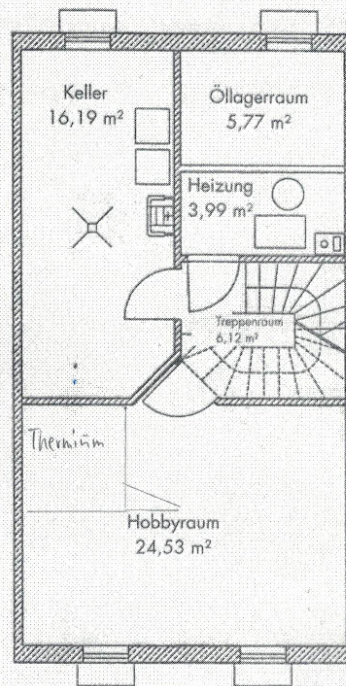 Keller
16,19 m²
Öllagerraum
5,77 m²
Heizung
3,99 m²
Treppenraum
6,12 m²
Hobbyraum
24,53 m²